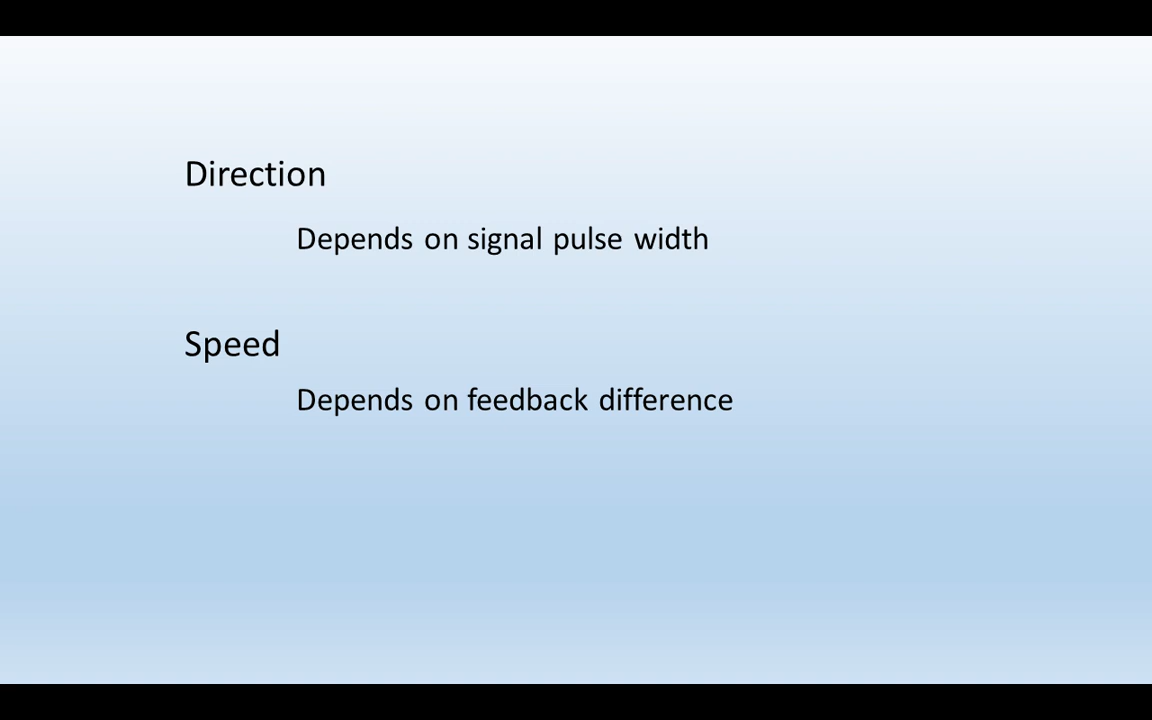 Direction
Depends on signal pulse width
Speed
Depends on feedback difference